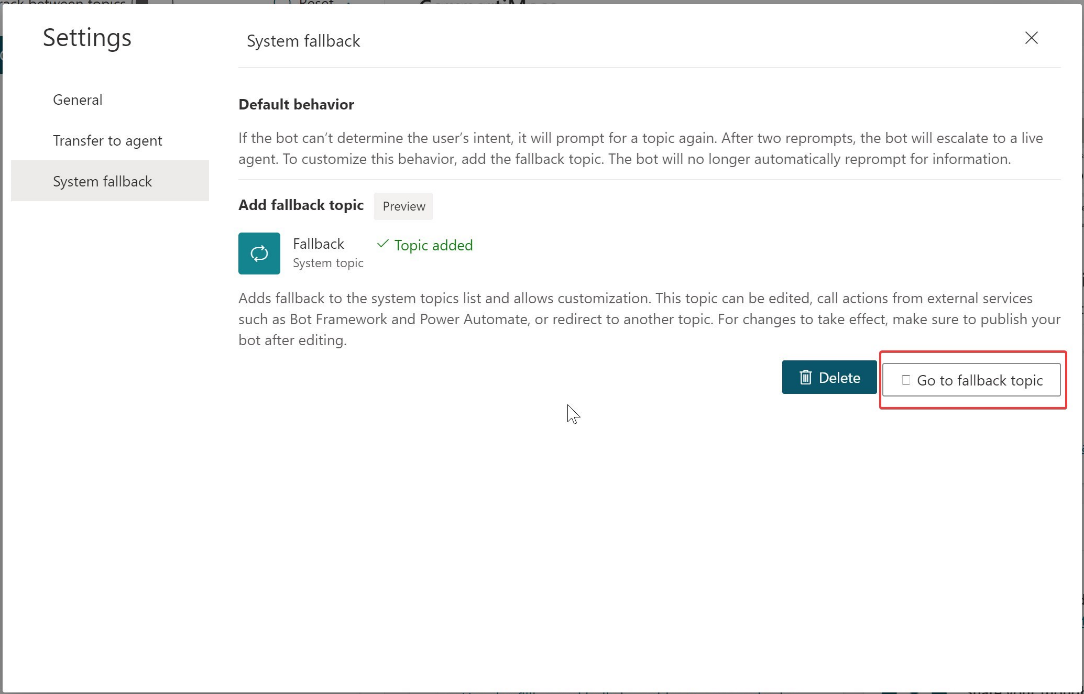 Settings
System fallback
General
Transfer to agent
System fallback
Default behavior
If the bot can’t determine the user’s intent, it will prompt for a topic again. After two reprompts, the bot will escalate to a live
agent. To customize this behavior, add the fallback topic. The bot will no longer automatically reprompt for information.
Add fallback topic Preview
Fallback Topic added
System topic
Adds fallback to the system topics list and allows customization. This topic can be edited, call actions from external services
such as Bot Framework and Power Automate, or redirect to another topic. For changes to take effect, make sure to publish your
bot after editing.
Delete Go to fallback topic